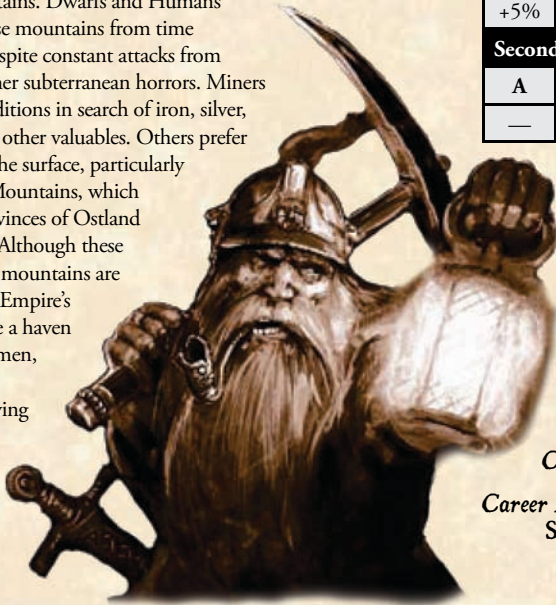 tains. Dwarfs and Humans
se mountains from time
spite constant attacks from
her subterranean horrors. Miners
ditions in search of iron, silver,
other valuables. Others prefer
he surface, particularly
Mountains, which
vinces of Ostland
Although these
mountains are
Empire's
e a haven
men,
ving
+5%
Second
A
—
C
Career
S